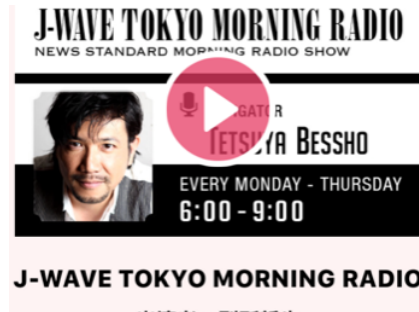 J-WAVE TOKYO MORNING RADIO
NEWS STANDARD MORNING RADIO SHOW
TETSUYA BESSHO
EVERY MONDAY - THURSDAY
6:00 - 9:00
J-WAVE TOKYO MORNING RADIO